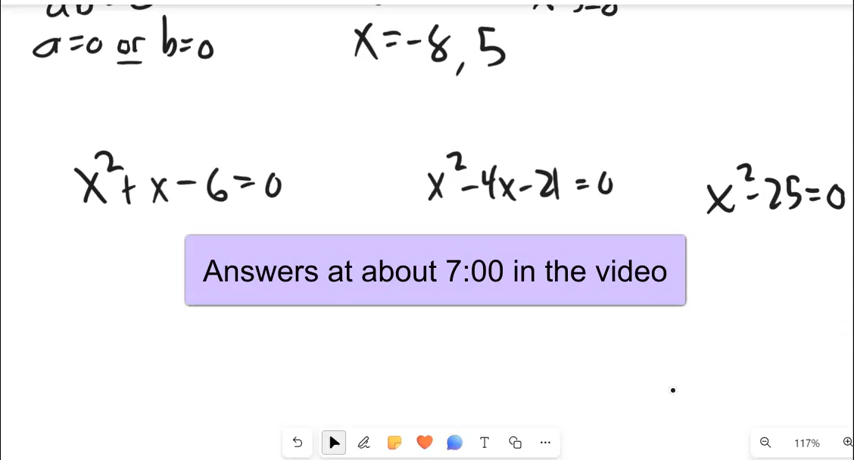 a=0 or b=0
x=-8, 5
x²+x-6=0
x²-4x-21=0
x²-25=0
Answers at about 7:00 in the video
T
117%